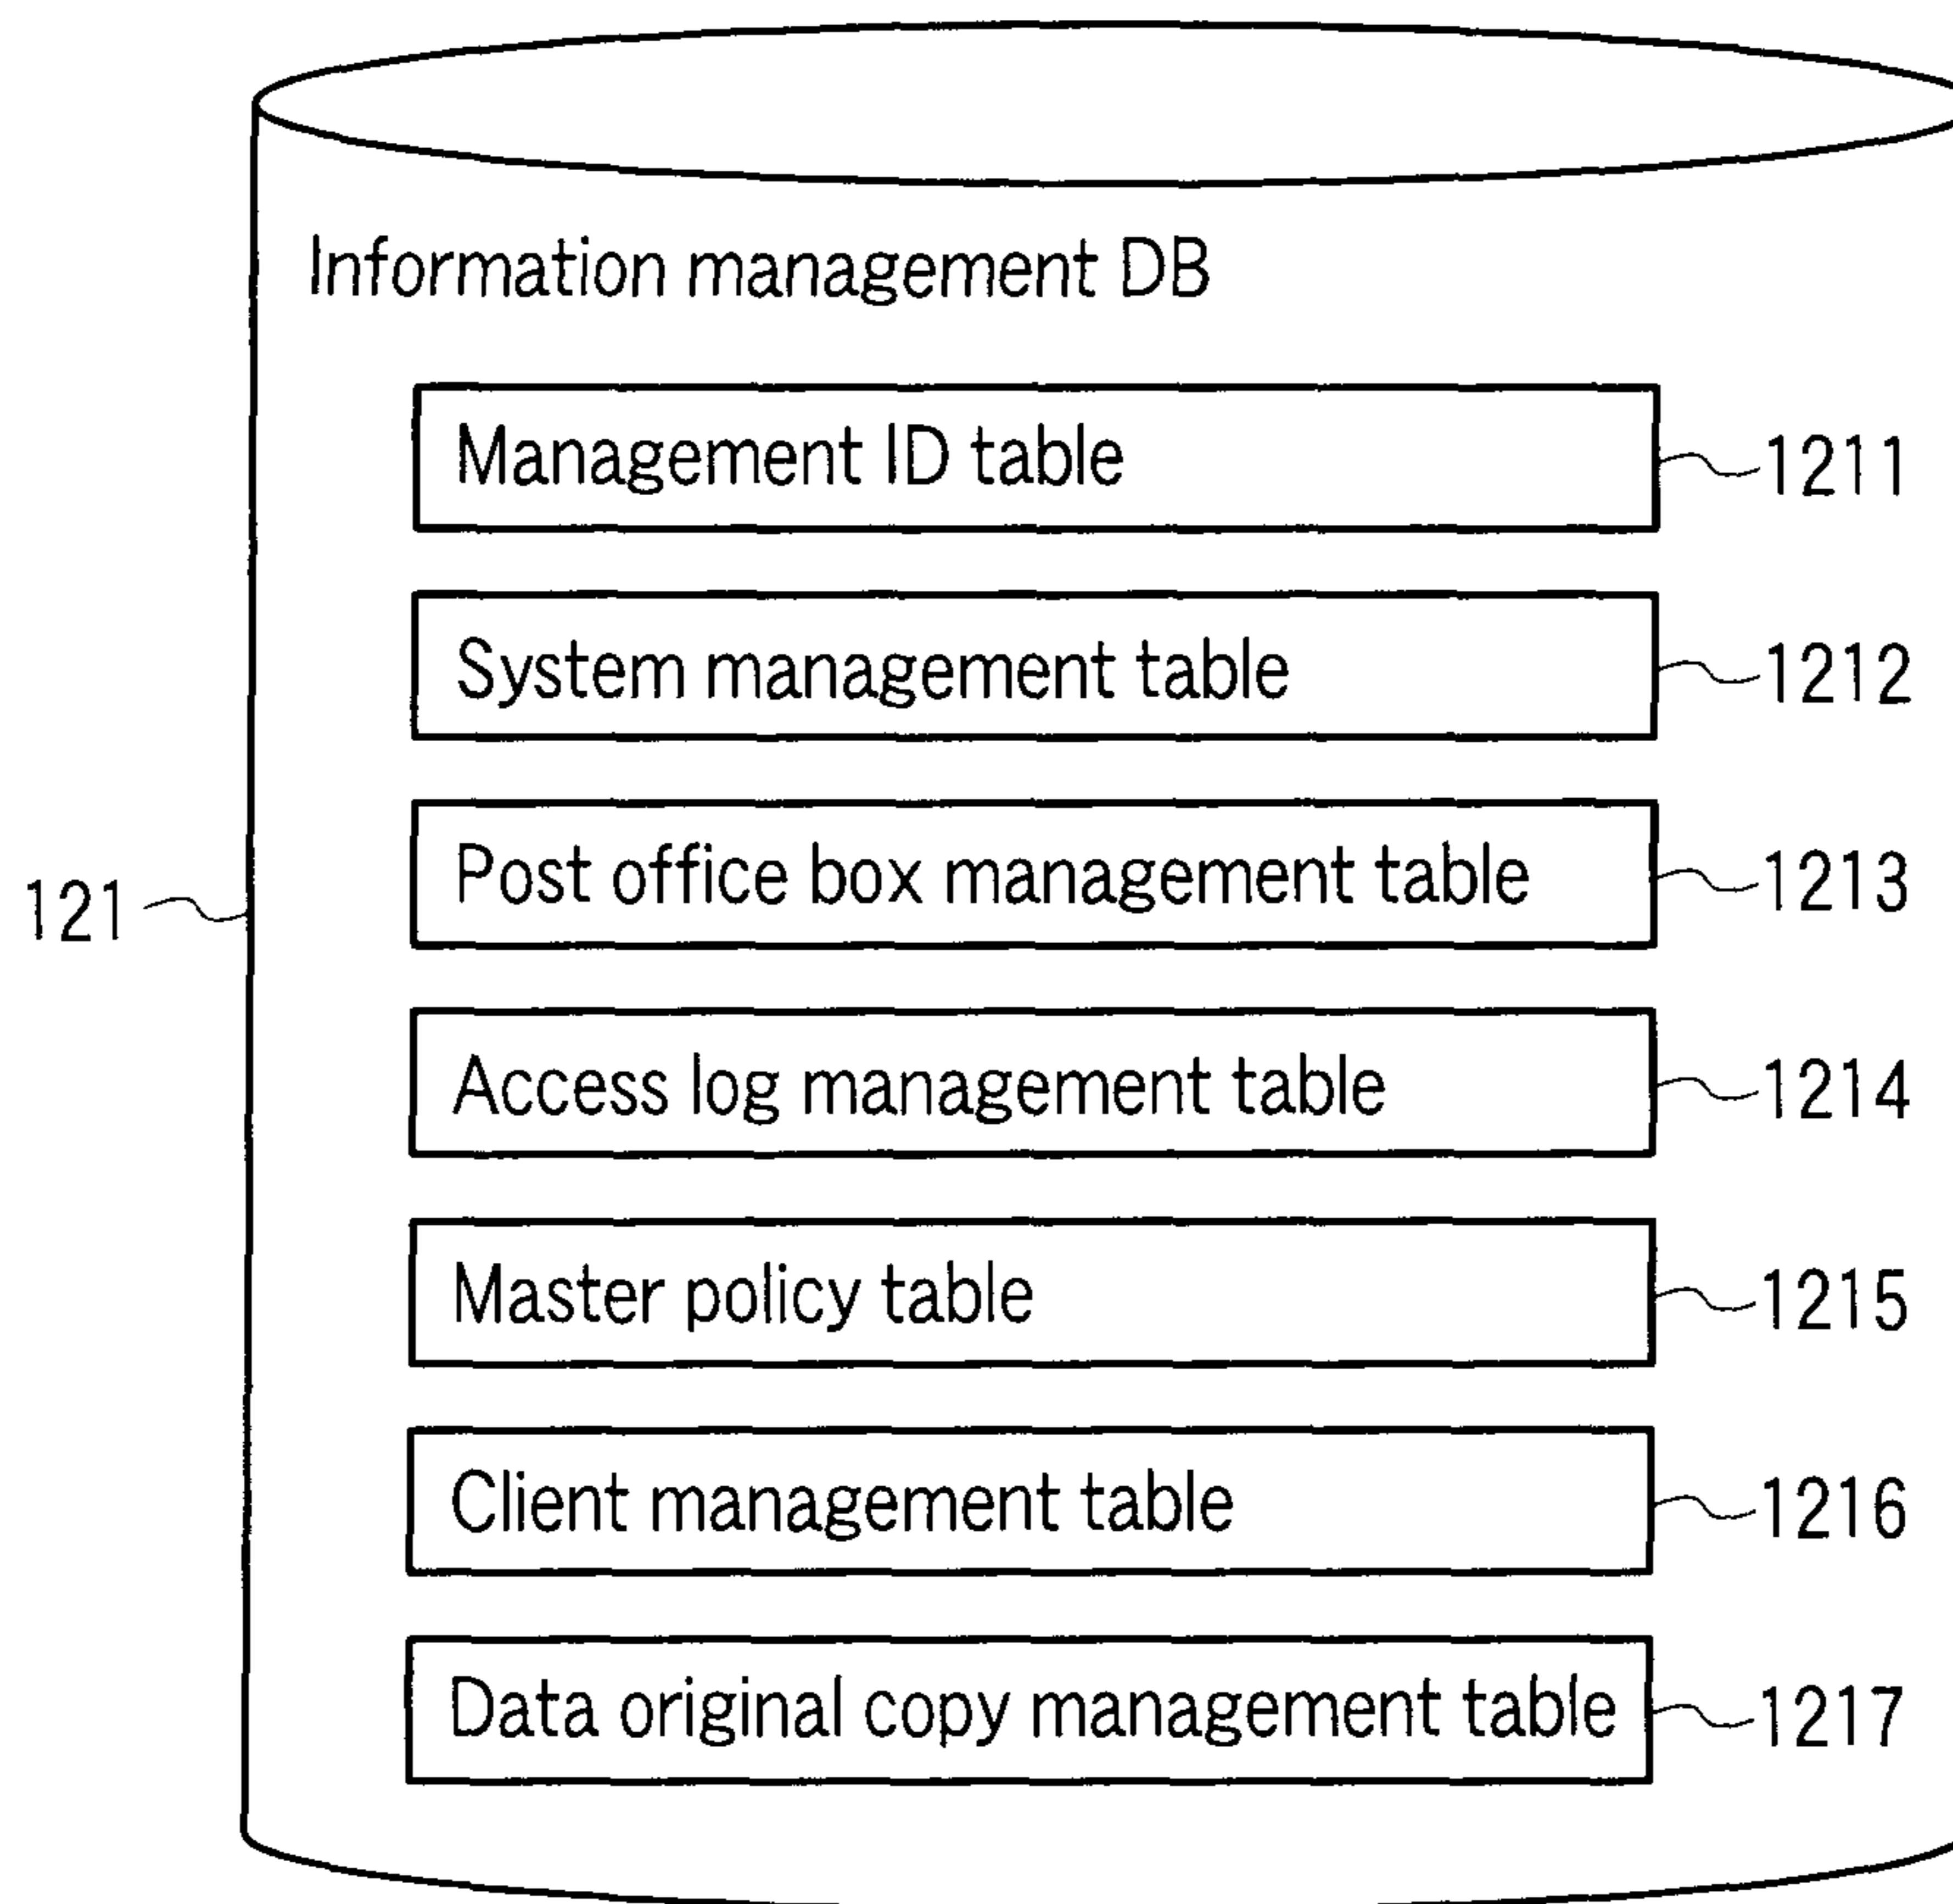 Information management DB
Management ID table 1211
System management table 1212
Post office box management table 1213
121
Access log management table 1214
Master policy table 1215
Client management table 1216
Data original copy management table 1217